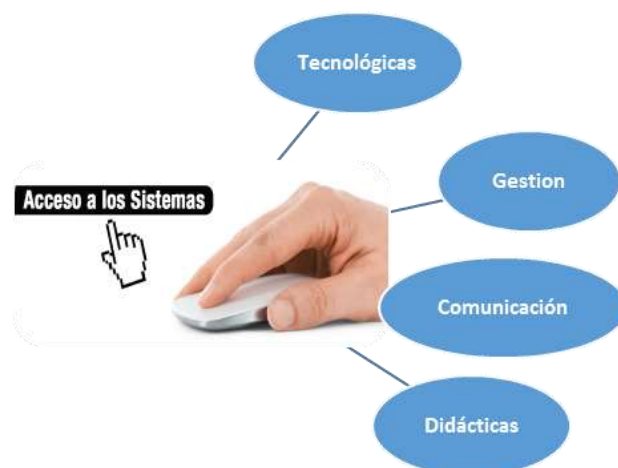 Tecnológicas
Acceso a los Sistemas
Gestion
Comunicación
Didácticas